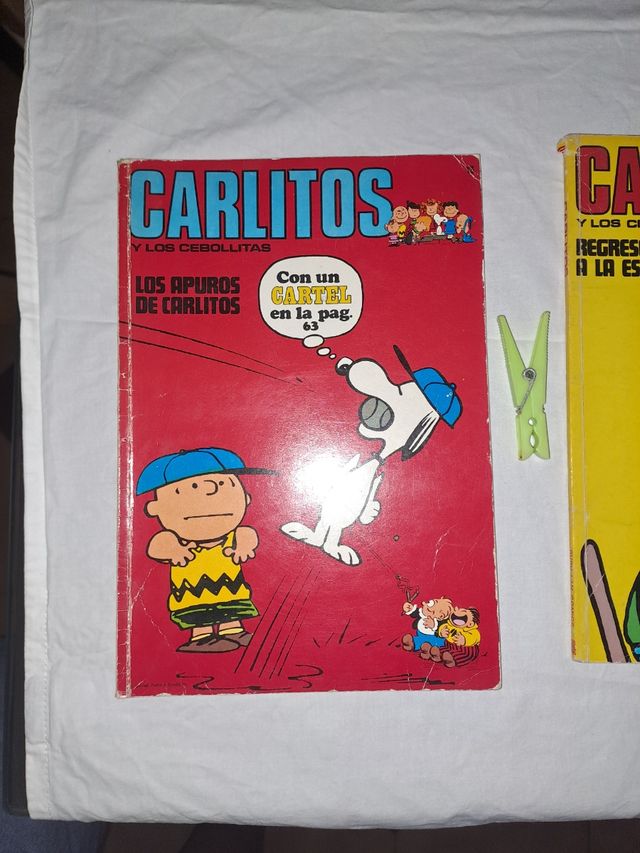 CARLITOS
Y LOS CEBOLLITAS
LOS APUROS
DE CARLITOS
Con un
CARTEL
en la pag.
63
CA
Y LOS CE
REGRES
A LA ES